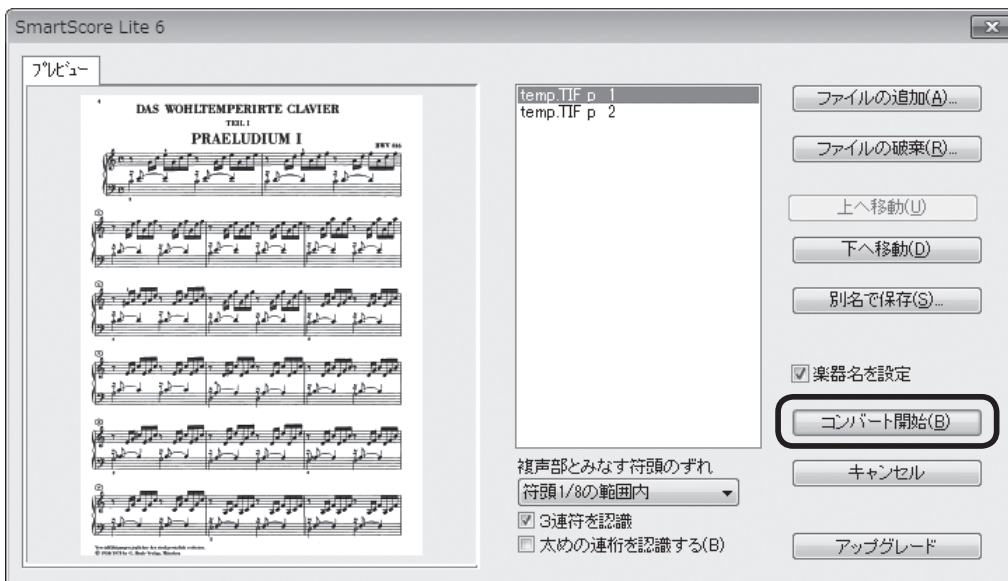 SmartScore Lite 6
プレビュー
4
DAS WOHLTEMPERIRTE CLAVIER
TEIL I
PRAELUDIUM I
BWV 846
temp.TIF p 1
temp.TIF p 2
ファイルの追加(A)...
ファイルの破棄(R)...
上へ移動(U)
下へ移動(D)
別名で保存(S)...
楽器名を設定
コンバート開始(B)
キャンセル
複声部とみなす符頭のずれ
符頭1/8の範囲内
3連符を認識
太めの連桁を認識する(B)
アップグレード